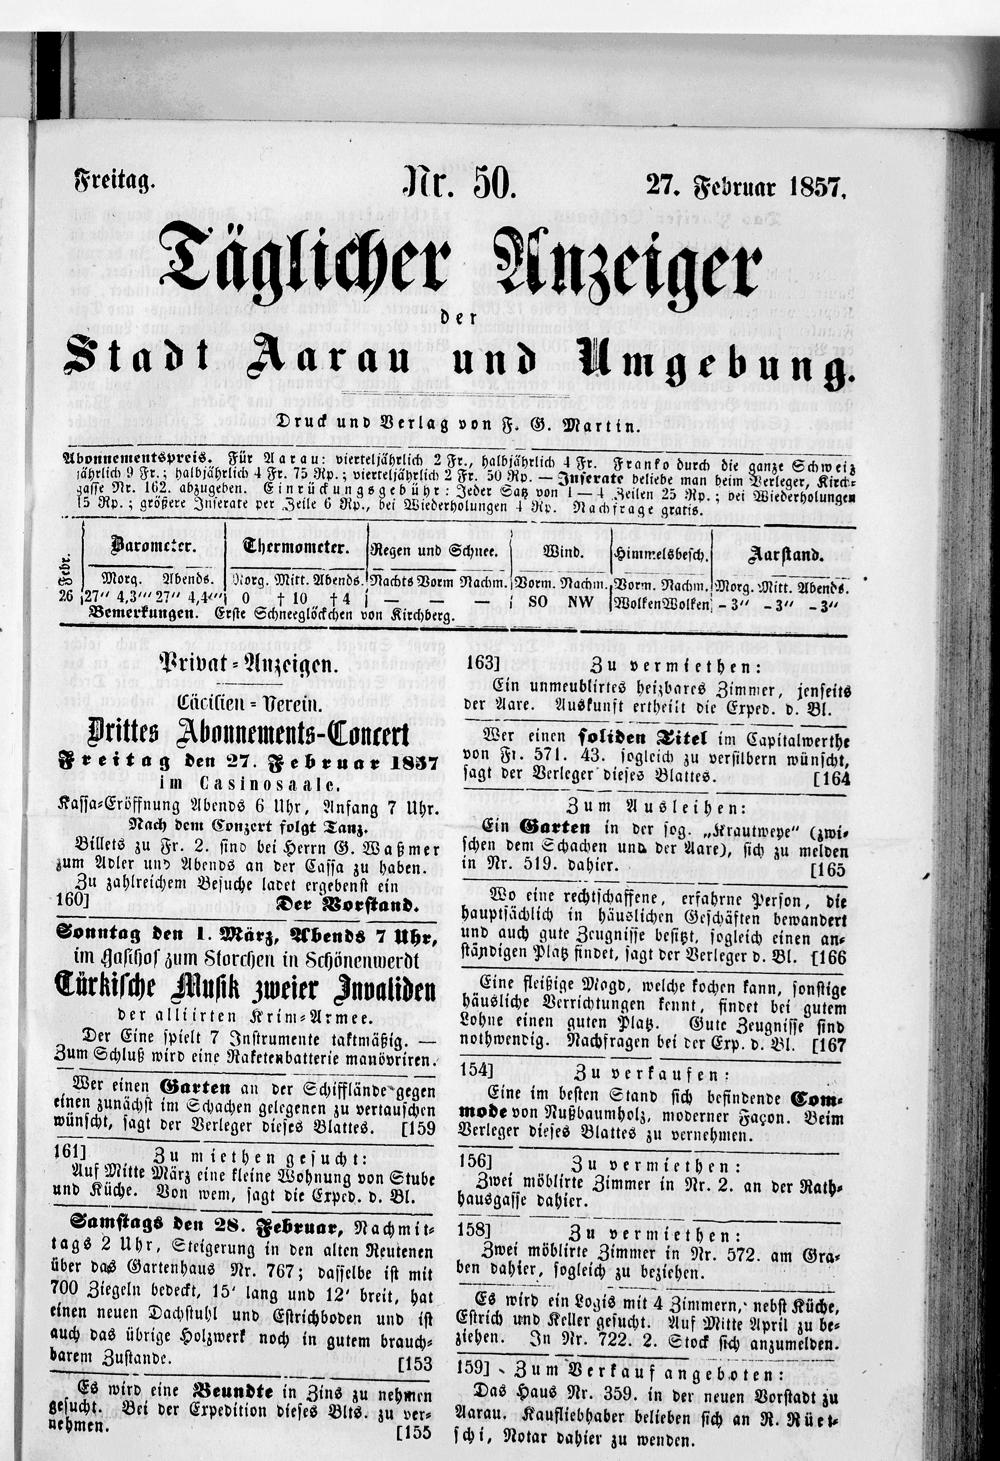 Freitag.
Nr. 50.
27. Februar 1857.
Täglicher Anzeiger
der
Stadt Aarau und Umgebung.
Druck und Verlag von F. G. Martin.
Abonnementspreis. Für Aarau: vierteljährlich 2 Fr., halbjährlich 4 Fr. Franko durch die ganze Schweiz
jährlich 9 Fr.; halbjährlich 4 Fr. 75 Rp.; vierteljährlich 2 Fr. 50 Rp. — Inserate beliebe man beim Verleger, Kirch-
gasse Nr. 162. abzugeben. Einrückungsgebühr: Jeder Satz von 1—4 Zeilen 25 Rp.; bei Wiederholungen
15 Rp.; größere Inserate per Zeile 6 Rp., bei Wiederholungen 4 Rp. Nachfrage gratis.
Febr. Barometer. Thermometer. Regen und Schnee. Wind. Himmelsbesch. Aarstand.
Morg. Abends. Morg. Mitt. Abends. Nachts Vorm Nachm. Vorm. Nachm. Vorm. Nachm. Morg. Mitt. Abends.
26 27'' 4,3''' 27'' 4,4''' 0 † 10 † 4 — — — SO NW Wolken Wolken - 3'' - 3'' - 3''
Bemerkungen. Erste Schneeglöckchen von Kirchberg.
Privat-Anzeigen.
Cäcilien-Verein.
Drittes Abonnements-Concert
Freitag den 27. Februar 1857
im Casinosaale.
Kassa-Eröffnung Abends 6 Uhr, Anfang 7 Uhr.
Nach dem Conzert folgt Tanz.
Billets zu Fr. 2. sind bei Herrn G. Waßmer
zum Adler und Abends an der Cassa zu haben.
Zu zahlreichem Besuche ladet ergebenst ein
160] Der Vorstand.
Sonntag den 1. März, Abends 7 Uhr,
im Gasthof zum Storchen in Schönenwerdt
Türkische Musik zweier Invaliden
der alliirten Krim-Armee.
Der Eine spielt 7 Instrumente taktmäßig. —
Zum Schluß wird eine Raketenbatterie manövriren.
Wer einen Garten an der Schifflände gegen
einen zunächst im Schachen gelegenen zu vertauschen
wünscht, sagt der Verleger dieses Blattes. [159
161] Zu miethen gesucht:
Auf Mitte März eine kleine Wohnung von Stube
und Küche. Von wem, sagt die Exped. d. Bl.
Samstags den 28. Februar, Nachmit-
tags 2 Uhr, Steigerung in den alten Reutenen
über das Gartenhaus Nr. 767; dasselbe ist mit
700 Ziegeln bedeckt, 15' lang und 12' breit, hat
einen neuen Dachstuhl und Estrichboden und ist
auch das übrige Holzwerk noch in gutem brauch-
barem Zustande. [153
Es wird eine Beundte in Zins zu nehmen
gesucht. Bei der Expedition dieses Blts. zu ver-
nehmen. [155
163] Zu vermiethen:
Ein unmeublirtes heizbares Zimmer, jenseits
der Aare. Auskunft ertheilt die Exped. d. Bl.
Wer einen soliden Titel im Capitalwerthe
von Fr. 571. 43. sogleich zu versilbern wünscht,
sagt der Verleger dieses Blattes. [164
Zum Ausleihen:
Ein Garten in der sog. „Krautweye“ (zwi-
schen dem Schachen und der Aare), sich zu melden
in Nr. 519. dahier. [165
Wo eine rechtschaffene, erfahrne Person, die
hauptsächlich in häuslichen Geschäften bewandert
und auch gute Zeugnisse besitzt, sogleich einen an-
ständigen Platz findet, sagt der Verleger d. Bl. [166
Eine fleißige Magd, welche kochen kann, sonstige
häusliche Verrichtungen kennt, findet bei gutem
Lohne einen guten Platz. Gute Zeugnisse sind
nothwendig. Nachfragen bei der Exp. d. Bl. [167
154] Zu verkaufen:
Eine im besten Stand sich befindende Com-
mode von Nußbaumholz, moderner Façon. Beim
Verleger dieses Blattes zu vernehmen.
156] Zu vermiethen:
Zwei möblirte Zimmer in Nr. 2. an der Rath-
hausgasse dahier.
158] Zu vermiethen:
Zwei möblirte Zimmer in Nr. 572. am Gra-
ben dahier, sogleich zu beziehen.
Es wird ein Logis mit 4 Zimmern, nebst Küche,
Estrich und Keller gesucht. Auf Mitte April zu be-
ziehen. In Nr. 722. 2. Stock sich anzumelden.
159] Zum Verkauf angeboten:
Das Haus Nr. 359. in der neuen Vorstadt zu
Aarau. Kaufliebhaber belieben sich an R. Rüet-
schi, Notar dahier zu wenden.